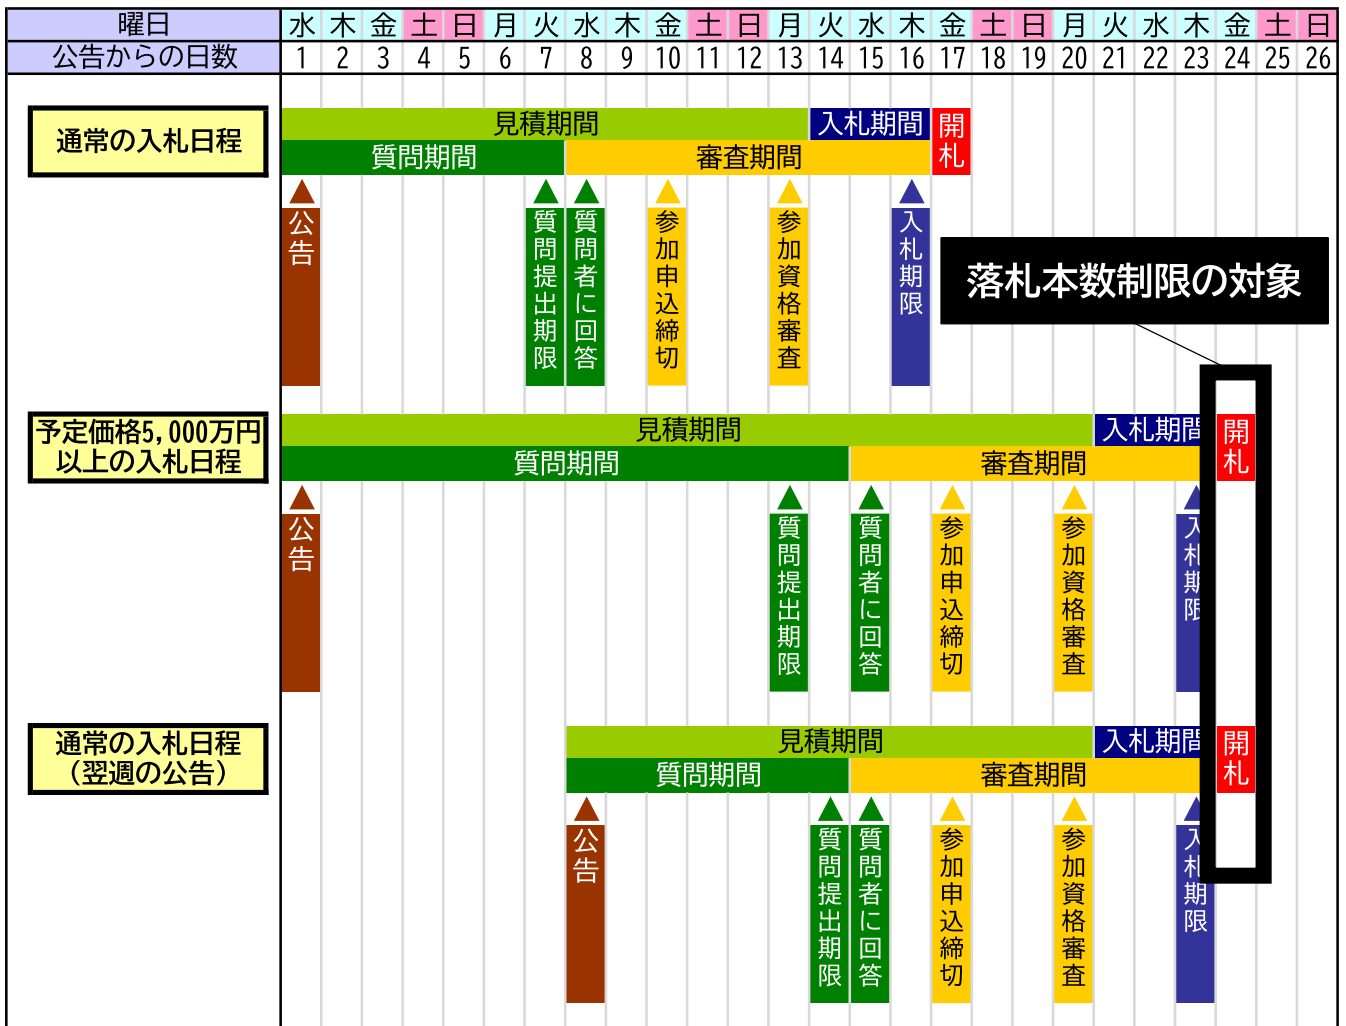 曜日 水 木 金 土 日 月 火 水 木 金 土 日 月 火 水 木 金 土 日 月 火 水 木 金 土 日
公告からの日数 1 2 3 4 5 6 7 8 9 10 11 12 13 14 15 16 17 18 19 20 21 22 23 24 25 26
通常の入札日程
見積期間
入札期間
開札
質問期間
審査期間
公告
質問提出期限
質問者に回答
参加申込締切
参加資格審査
入札期限
落札本数制限の対象
予定価格5,000万円
以上の入札日程
見積期間
入札期間
開札
質問期間
審査期間
公告
質問提出期限
質問者に回答
参加申込締切
参加資格審査
入札期限
通常の入札日程
（翌週の公告）
見積期間
入札期間
開札
質問期間
審査期間
公告
質問提出期限
質問者に回答
参加申込締切
参加資格審査
入札期限